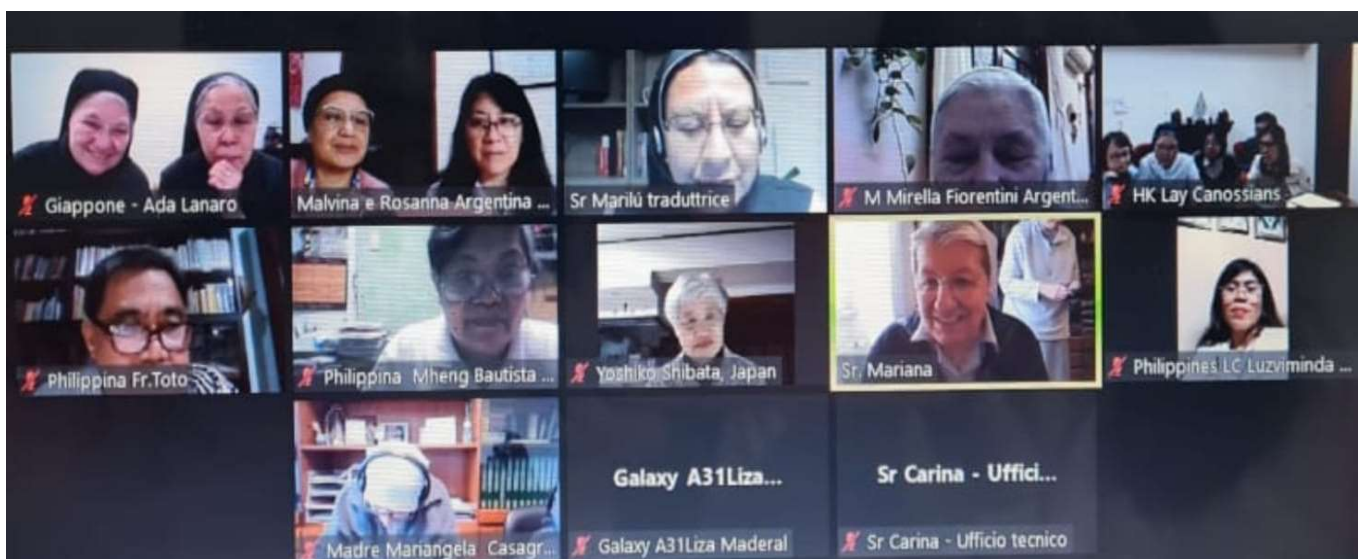 Giappone - Ada Lanaro
Malvina e Rosanna Argentina ...
Sr Marilú traduttrice
M Mirella Fiorentini Argent...
HK Lay Canossians
Philippina Fr.Toto
Philippina Mheng Bautista ...
Yoshiko Shibata, Japan
Sr. Mariana
Philippines LC Luzviminda ...
Madre Mariangela Casagr...
Galaxy A31Liza...
Galaxy A31Liza Maderal
Sr Carina - Uffici...
Sr Carina - Ufficio tecnico